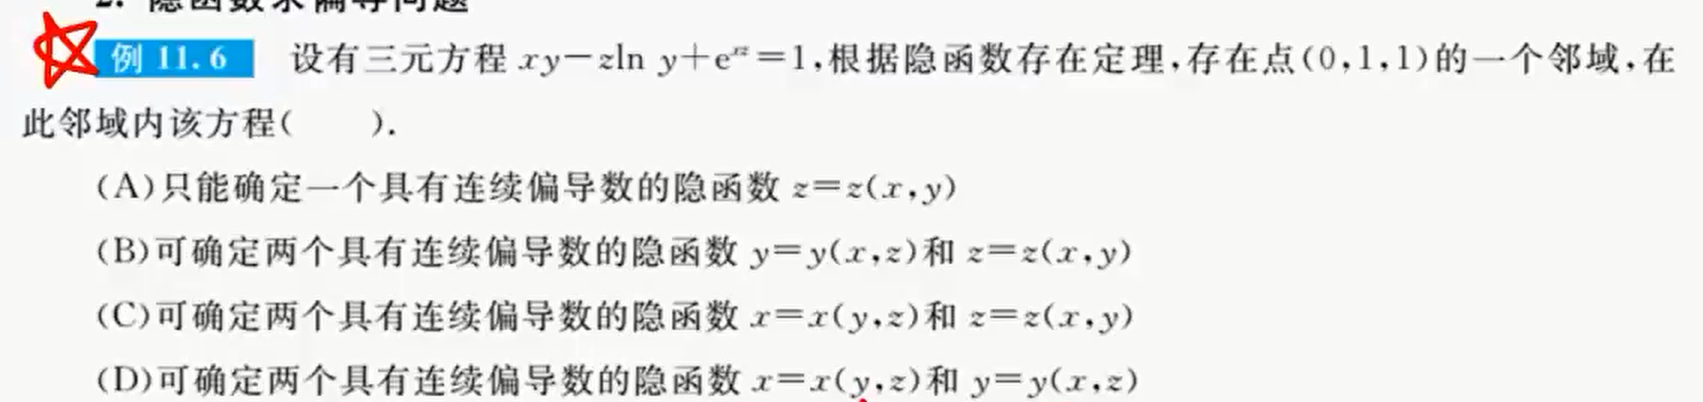 2. 隐函数求偏导问题
例 11.6 设有三元方程 xy-zln y+eˣᶻ=1,根据隐函数存在定理,存在点(0,1,1)的一个邻域,在
此邻域内该方程( ).
(A)只能确定一个具有连续偏导数的隐函数 z=z(x,y)
(B)可确定两个具有连续偏导数的隐函数 y=y(x,z)和 z=z(x,y)
(C)可确定两个具有连续偏导数的隐函数 x=x(y,z)和 z=z(x,y)
(D)可确定两个具有连续偏导数的隐函数 x=x(y,z)和 y=y(x,z)